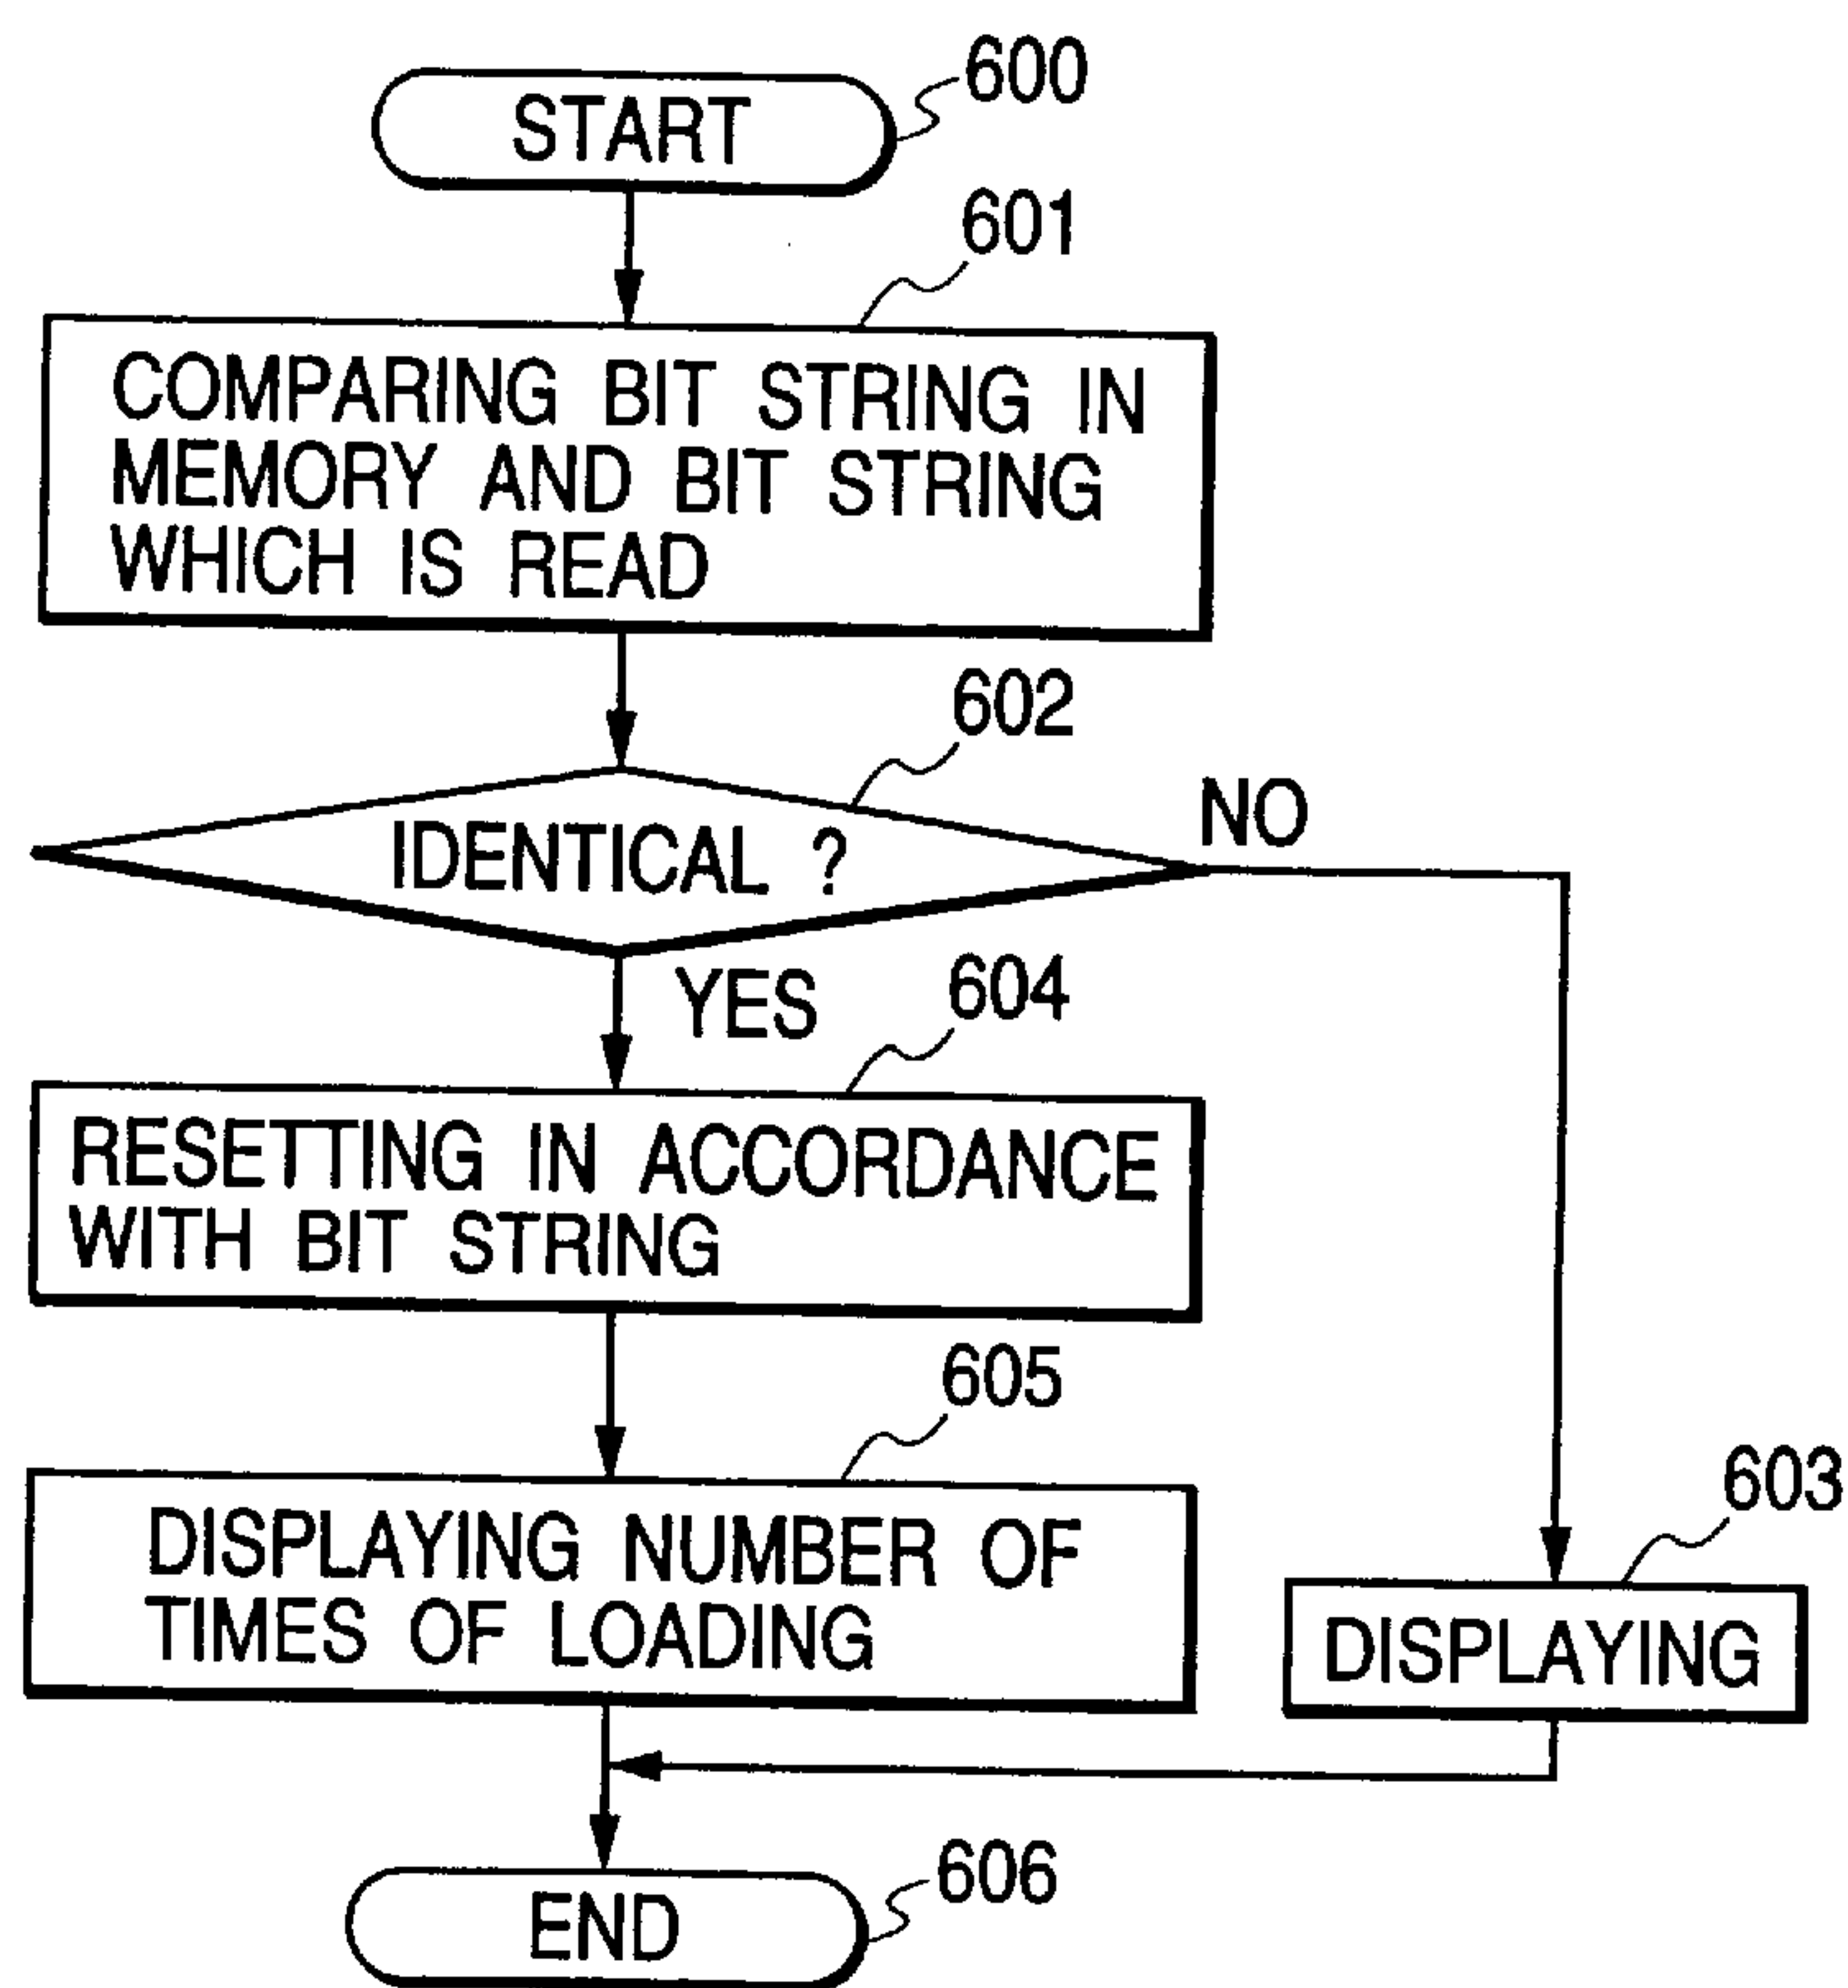 START
600
601
COMPARING BIT STRING IN
MEMORY AND BIT STRING
WHICH IS READ
602
IDENTICAL ?
NO
YES
604
RESETTING IN ACCORDANCE
WITH BIT STRING
605
DISPLAYING NUMBER OF
TIMES OF LOADING
603
DISPLAYING
END
606